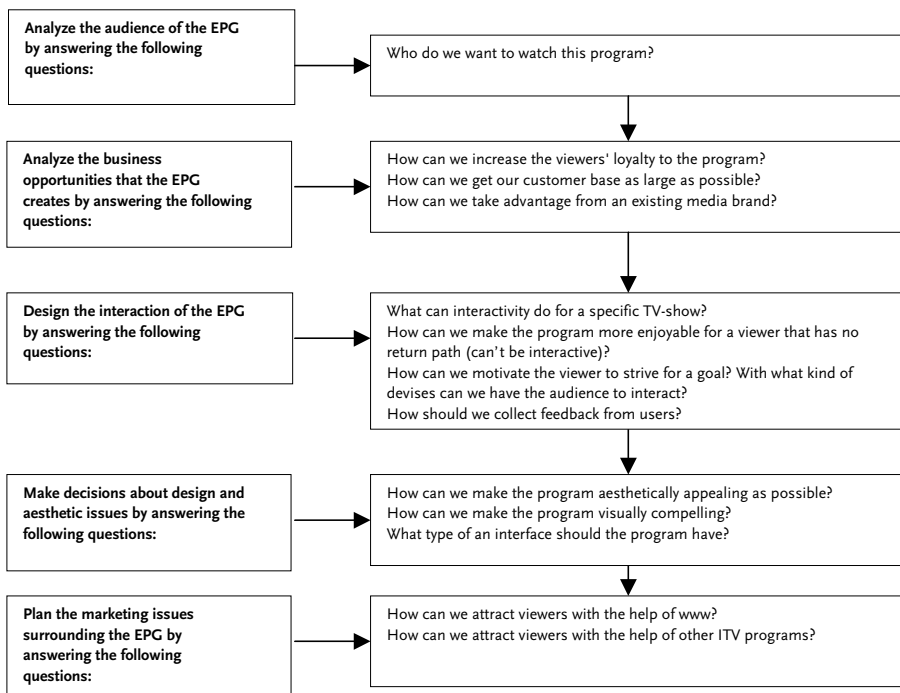 Analyze the audience of the EPG
by answering the following
questions:
Who do we want to watch this program?
Analyze the business
opportunities that the EPG
creates by answering the following
questions:
How can we increase the viewers' loyalty to the program?
How can we get our customer base as large as possible?
How can we take advantage from an existing media brand?
Design the interaction of the EPG
by answering the following
questions:
What can interactivity do for a specific TV-show?
How can we make the program more enjoyable for a viewer that has no
return path (can't be interactive)?
How can we motivate the viewer to strive for a goal? With what kind of
devises can we have the audience to interact?
How should we collect feedback from users?
Make decisions about design and
aesthetic issues by answering the
following questions:
How can we make the program aesthetically appealing as possible?
How can we make the program visually compelling?
What type of an interface should the program have?
Plan the marketing issues
surrounding the EPG by
answering the following
questions:
How can we attract viewers with the help of www?
How can we attract viewers with the help of other ITV programs?